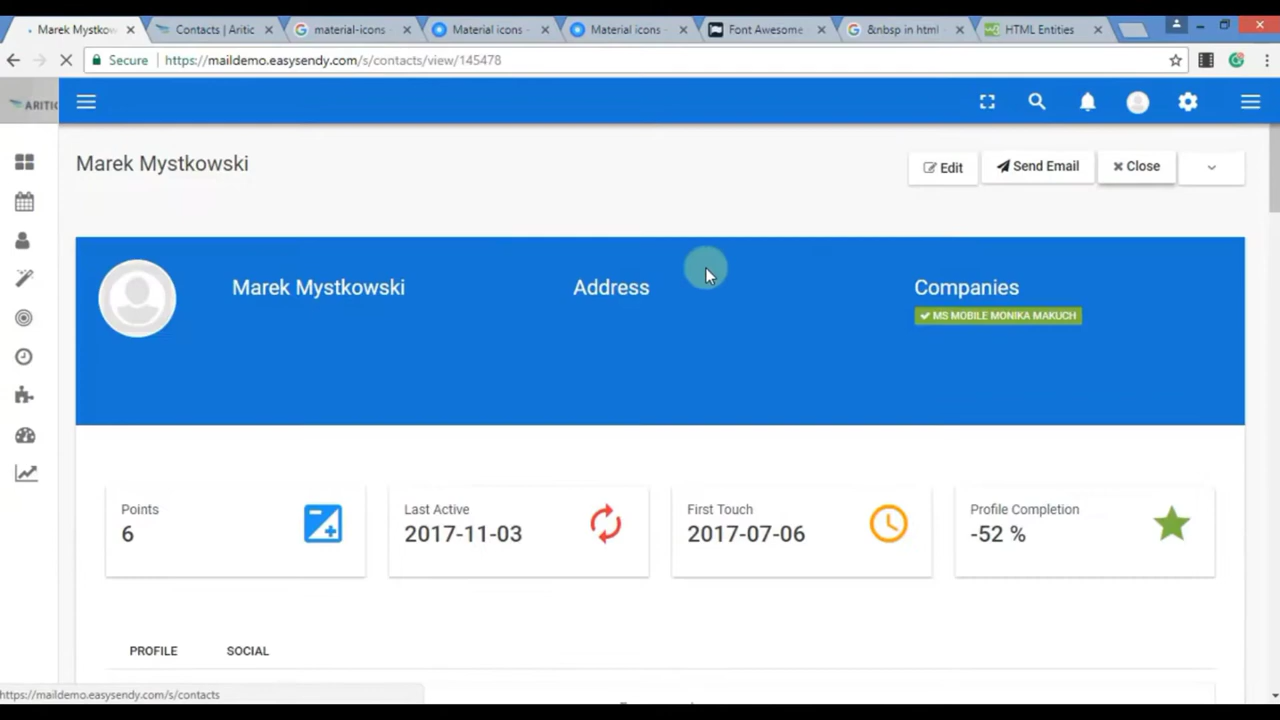 Marek Mystkow
Contacts | Aritic
material-icons
Material icons -
Material icons -
Font Awesome
&nbsp in html
HTML Entities
Secure https://maildemo.easysendy.com/s/contacts/view/145478
ARITIC
Marek Mystkowski
Edit
Send Email
Close
Marek Mystkowski
Address
Companies
MS MOBILE MONIKA MAKUCH
Points
6
Last Active
2017-11-03
First Touch
2017-07-06
Profile Completion
-52 %
PROFILE
SOCIAL
https://maildemo.easysendy.com/s/contacts